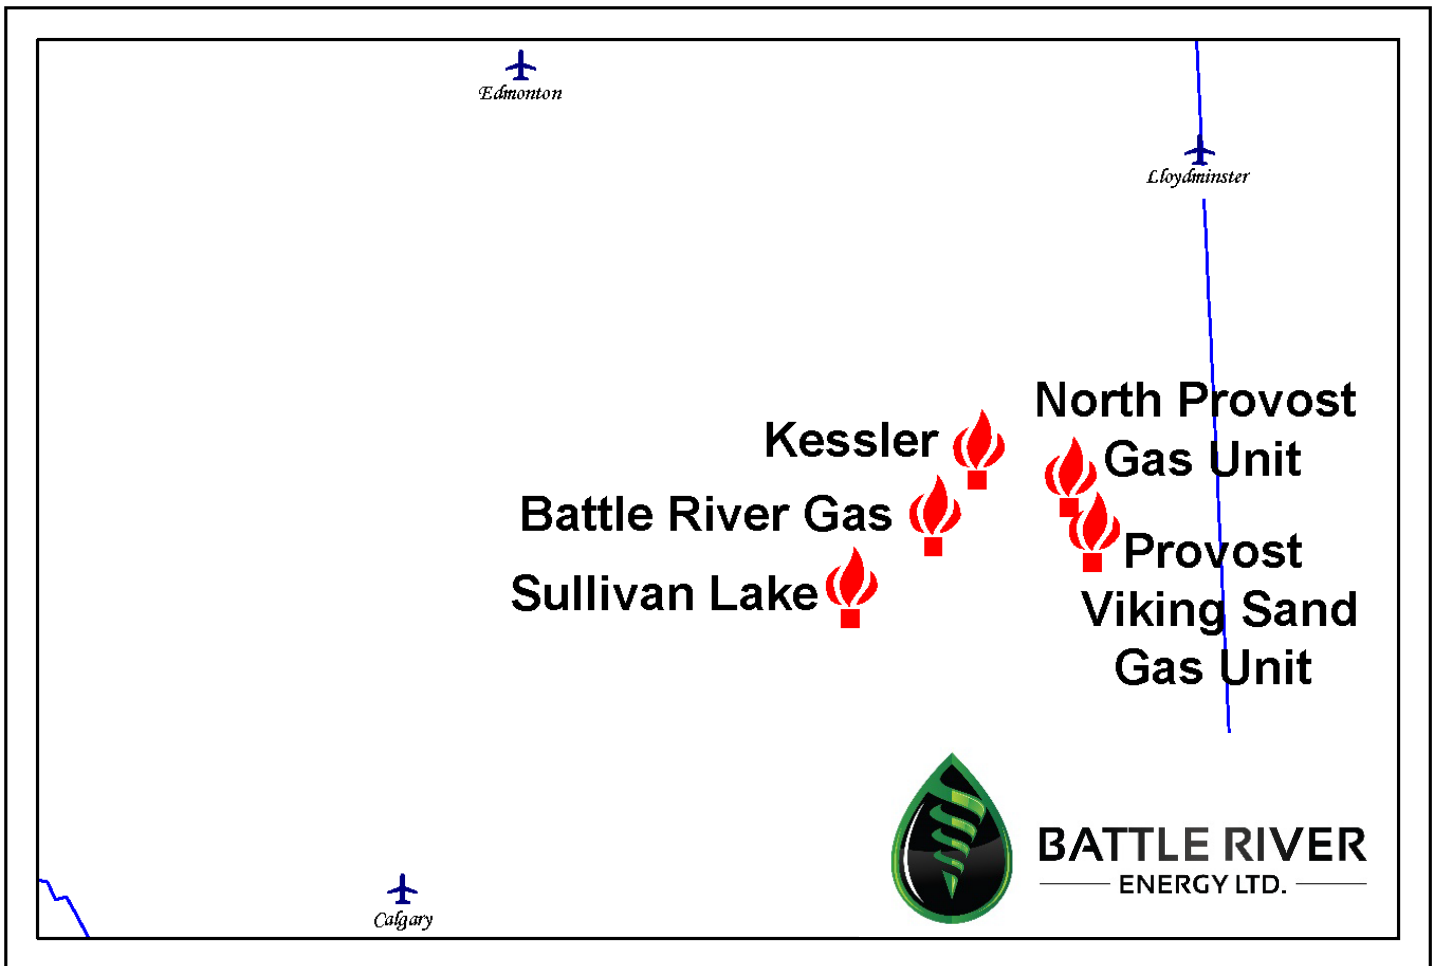 Edmonton
Lloydminster
North Provost
Gas Unit
Kessler
Battle River Gas
Provost
Viking Sand
Gas Unit
Sullivan Lake
BATTLE RIVER
ENERGY LTD.
Calgary